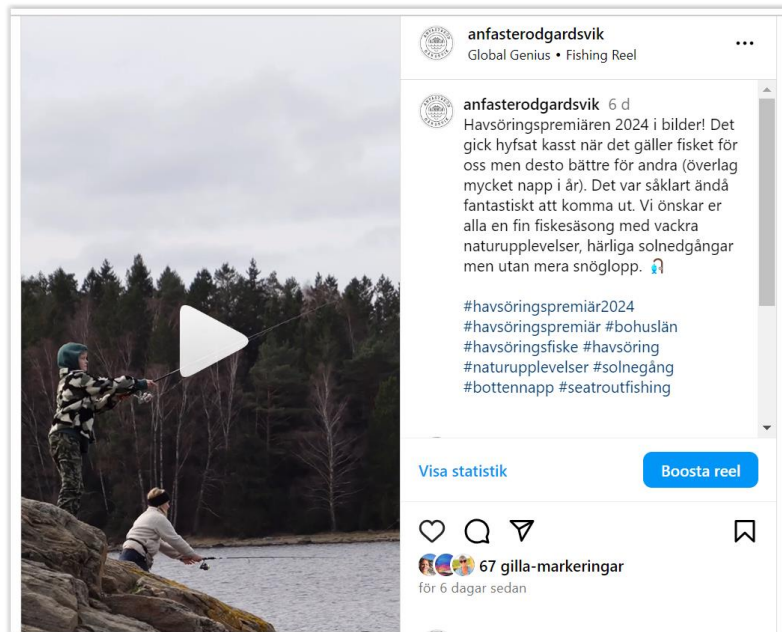 anfasterodgardsvik
Global Genius • Fishing Reel
anfasterodgardsvik 6 d
Havsöringspremiären 2024 i bilder! Det
gick hyfsat kasst när det gäller fisket för
oss men desto bättre för andra (överlag
mycket napp i år). Det var såklart ändå
fantastiskt att komma ut. Vi önskar er
alla en fin fiskesäsong med vackra
naturupplevelser, härliga solnedgångar
men utan mera snöglopp. 🎣
#havsöringspremiär2024
#havsöringspremiär #bohuslän
#havsöringsfiske #havsöring
#naturupplevelser #solnegång
#bottennapp #seatroutfishing
Visa statistik
Boosta reel
67 gilla-markeringar
för 6 dagar sedan